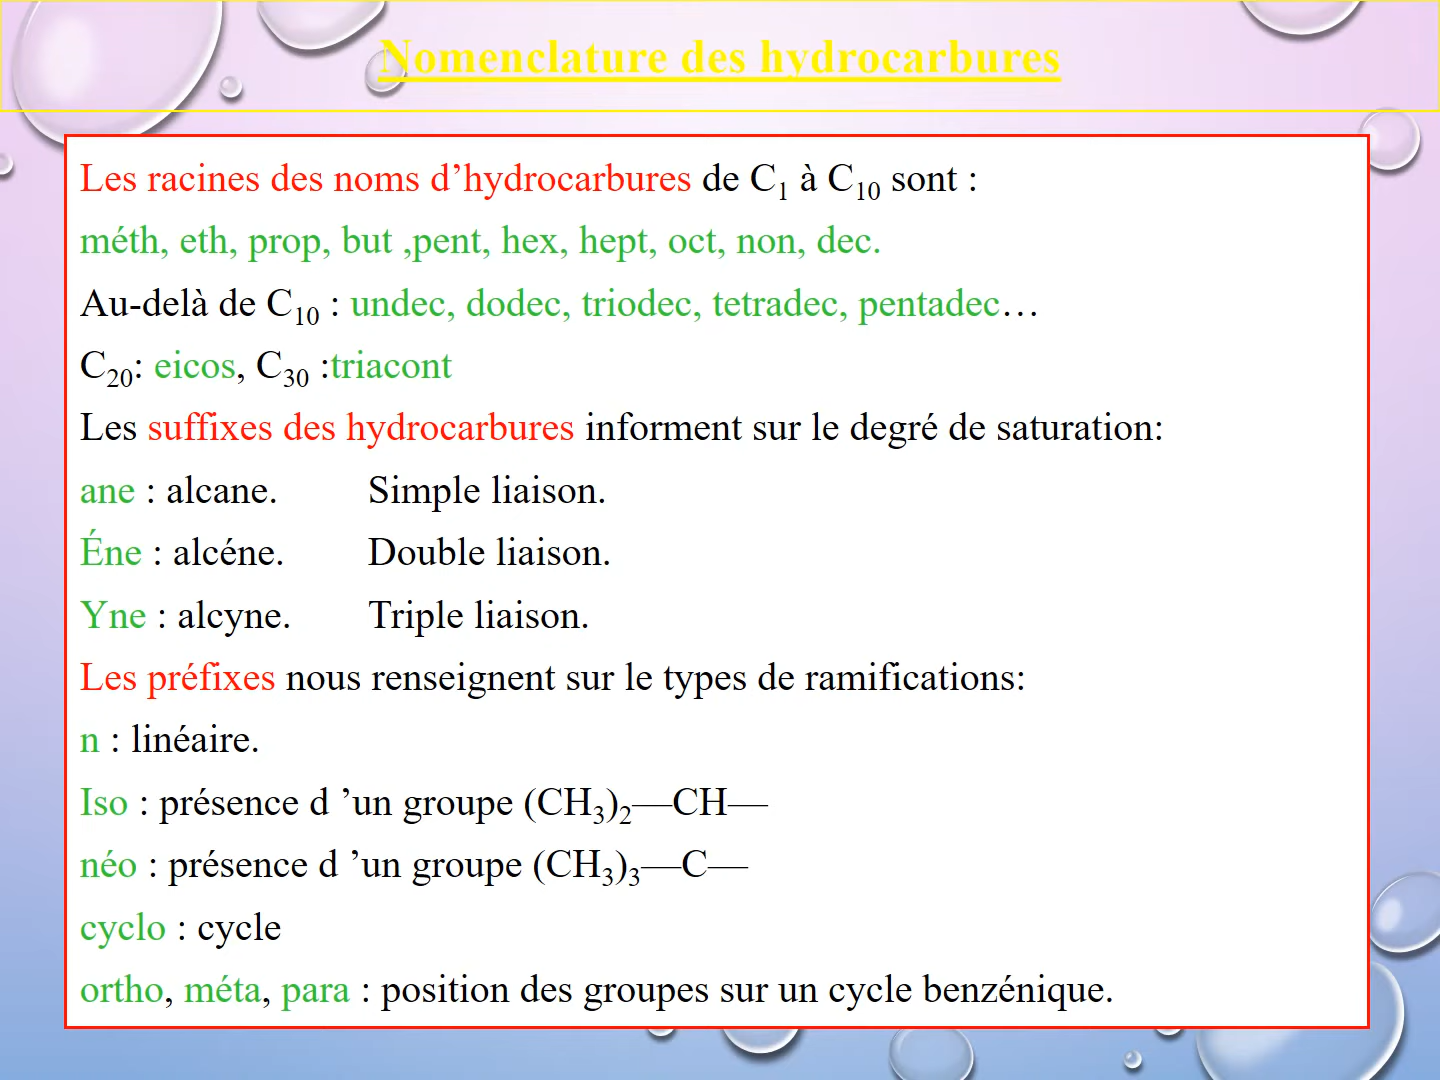 Nomenclature des hydrocarbures
Les racines des noms d’hydrocarbures de C₁ à C₁₀ sont :
méth, eth, prop, but ,pent, hex, hept, oct, non, dec.
Au-delà de C₁₀ : undec, dodec, triodec, tetradec, pentadec…
C₂₀: eicos, C₃₀ :triacont
Les suffixes des hydrocarbures informent sur le degré de saturation:
ane : alcane. Simple liaison.
Éne : alcéne. Double liaison.
Yne : alcyne. Triple liaison.
Les préfixes nous renseignent sur le types de ramifications:
n : linéaire.
Iso : présence d ’un groupe (CH₃)₂—CH—
néo : présence d ’un groupe (CH₃)₃—C—
cyclo : cycle
ortho, méta, para : position des groupes sur un cycle benzénique.